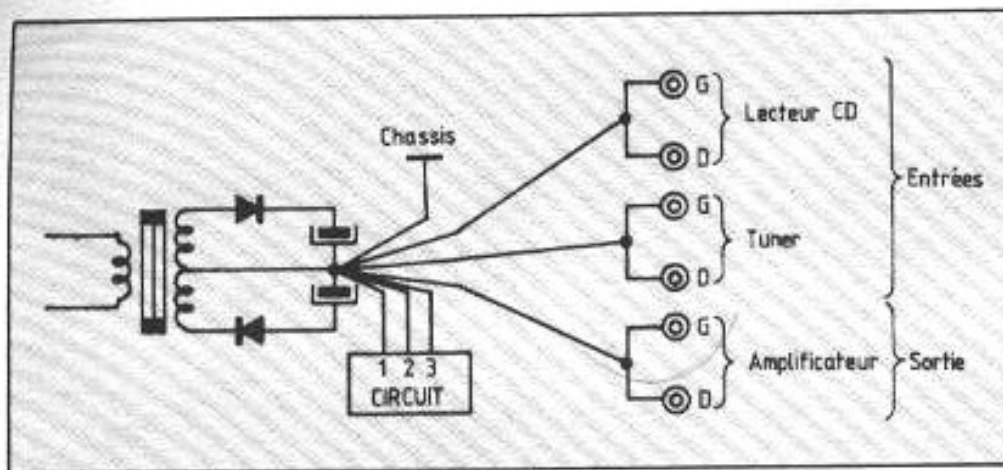 Chassis
G
Lecteur CD
D
Entrées
G
Tuner
D
G
Amplificateur
Sortie
D
1 2 3
CIRCUIT